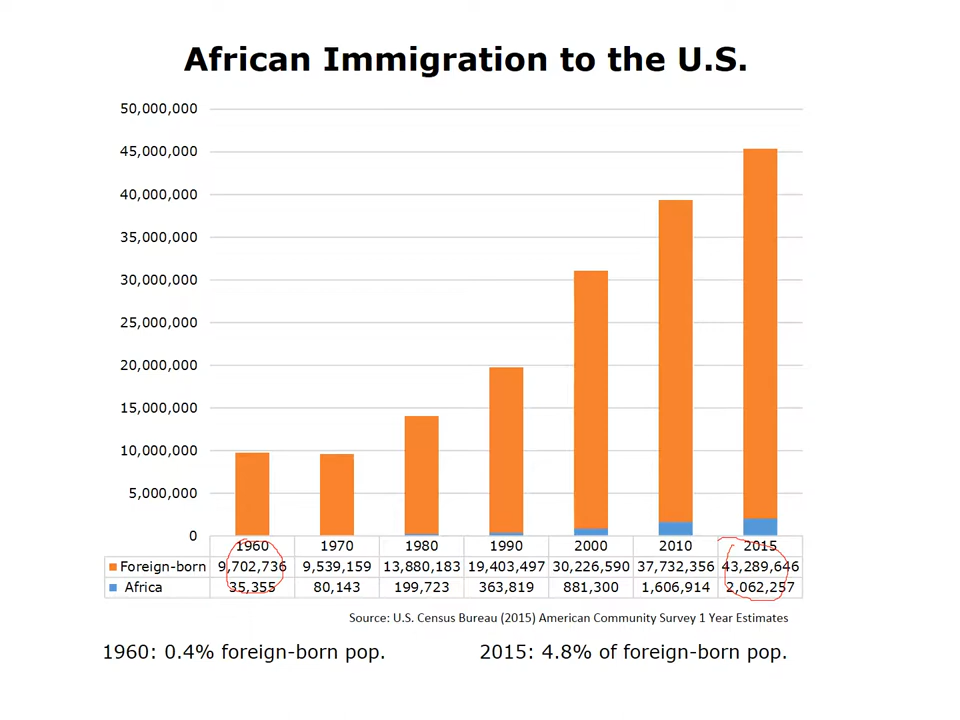 African Immigration to the U.S.
50,000,000
45,000,000
40,000,000
35,000,000
30,000,000
25,000,000
20,000,000
15,000,000
10,000,000
5,000,000
0
1960 1970 1980 1990 2000 2010 2015
Foreign-born 9,702,736 9,539,159 13,880,183 19,403,497 30,226,590 37,732,356 43,289,646
Africa 35,355 80,143 199,723 363,819 881,300 1,606,914 2,062,257
Source: U.S. Census Bureau (2015) American Community Survey 1 Year Estimates
1960: 0.4% foreign-born pop. 2015: 4.8% of foreign-born pop.